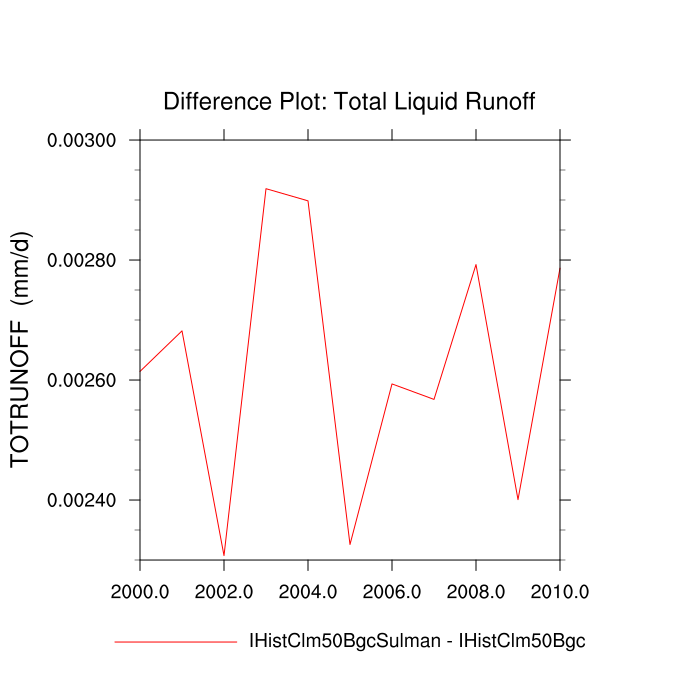 Difference Plot: Total Liquid Runoff
TOTRUNOFF (mm/d)
0.00300
0.00280
0.00260
0.00240
2000.0 2002.0 2004.0 2006.0 2008.0 2010.0
IHistClm50BgcSulman - IHistClm50Bgc